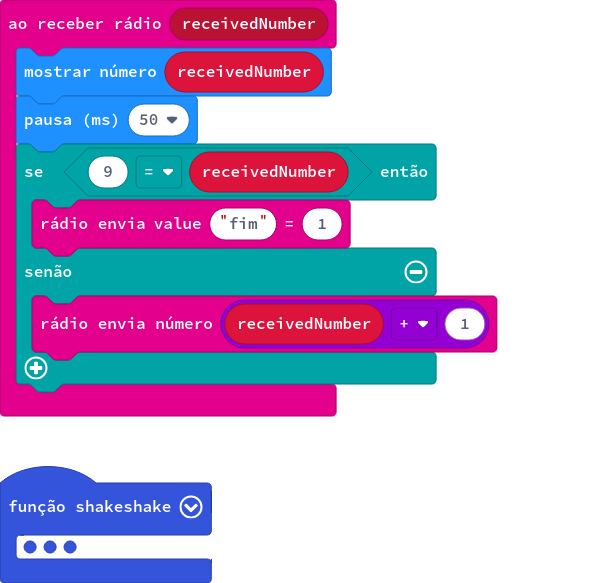 ao receber rádio receivedNumber
mostrar número receivedNumber
pausa (ms) 50
se 9 = receivedNumber então
rádio envia value "fim" = 1
senão
rádio envia número receivedNumber + 1
função shakeshake